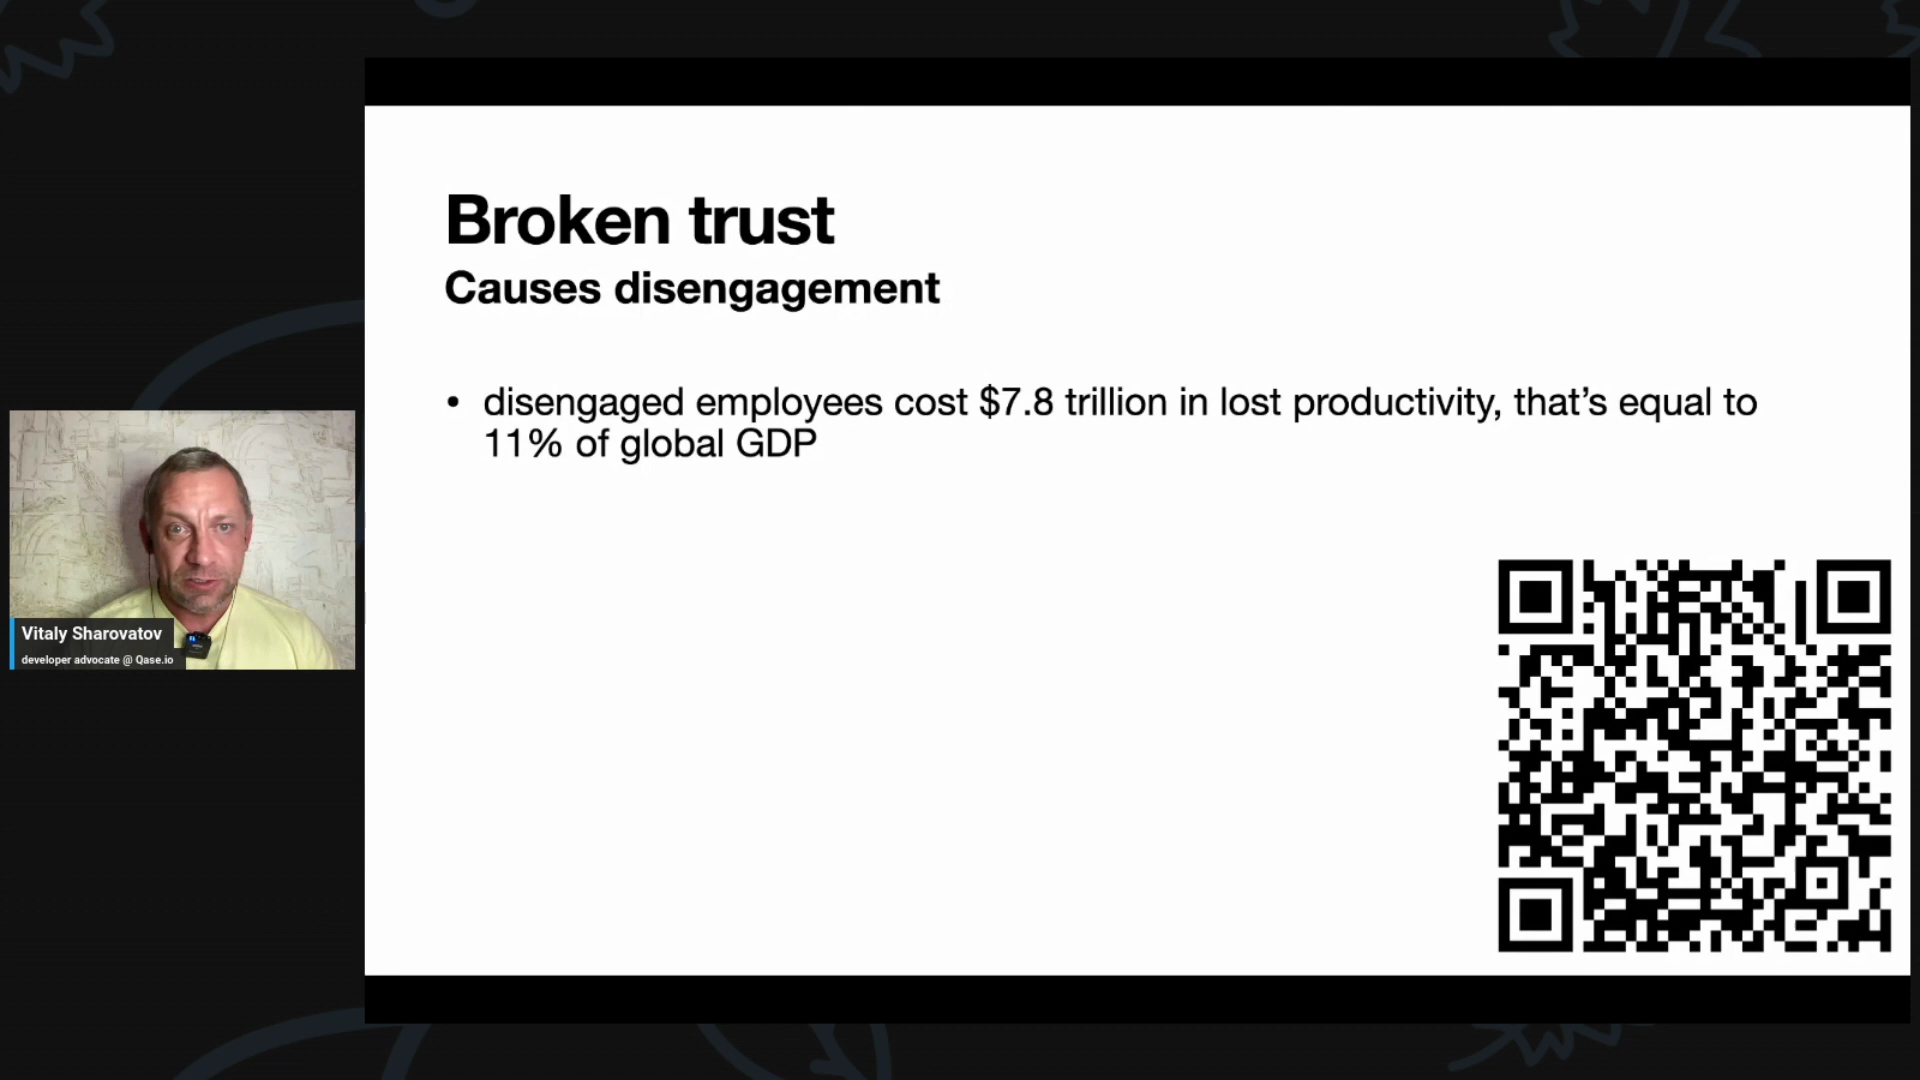 Broken trust
Causes disengagement
• disengaged employees cost $7.8 trillion in lost productivity, that’s equal to
11% of global GDP
Vitaly Sharovatov
developer advocate @ Qase.io